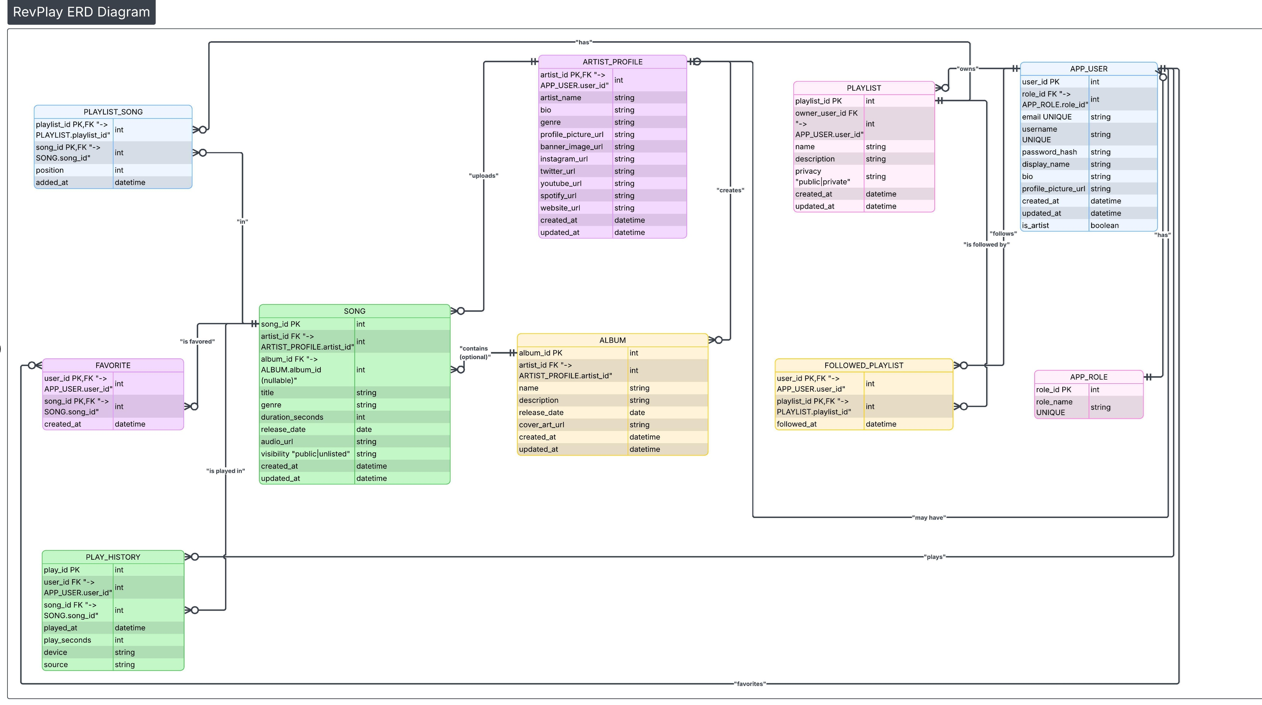 RevPlay ERD Diagram
"has"
PLAYLIST_SONG
playlist_id PK,FK "->
PLAYLIST.playlist_id"
int
song_id PK,FK "->
SONG.song_id"
int
position int
added_at datetime
"in"
ARTIST_PROFILE
artist_id PK,FK "->
APP_USER.user_id"
int
artist_name string
bio string
genre string
profile_picture_url string
banner_image_url string
instagram_url string
twitter_url string
youtube_url string
spotify_url string
website_url string
created_at datetime
updated_at datetime
"uploads"
"creates"
PLAYLIST
playlist_id PK int
owner_user_id FK
"->
APP_USER.user_id"
int
name string
description string
privacy
"public|private"
string
created_at datetime
updated_at datetime
"owns"
APP_USER
user_id PK int
role_id FK "->
APP_ROLE.role_id"
int
email UNIQUE string
username
UNIQUE
string
password_hash string
display_name string
bio string
profile_picture_url string
created_at datetime
updated_at datetime
is_artist boolean
"follows"
"is followed by"
"has"
SONG
song_id PK int
artist_id FK "->
ARTIST_PROFILE.artist_id"
int
album_id FK "->
ALBUM.album_id
(nullable)"
int
title string
genre string
duration_seconds int
release_date date
audio_url string
visibility "public|unlisted" string
created_at datetime
updated_at datetime
"contains
(optional)"
ALBUM
album_id PK int
artist_id FK "->
ARTIST_PROFILE.artist_id"
int
name string
description string
release_date date
cover_art_url string
created_at datetime
updated_at datetime
"is favored"
FAVORITE
user_id PK,FK "->
APP_USER.user_id"
int
song_id PK,FK "->
SONG.song_id"
int
created_at datetime
FOLLOWED_PLAYLIST
user_id PK,FK "->
APP_USER.user_id"
int
playlist_id PK,FK "->
PLAYLIST.playlist_id"
int
followed_at datetime
APP_ROLE
role_id PK int
role_name
UNIQUE
string
"is played in"
"may have"
PLAY_HISTORY
play_id PK int
user_id FK "->
APP_USER.user_id"
int
song_id FK "->
SONG.song_id"
int
played_at datetime
play_seconds int
device string
source string
"plays"
"favorites"